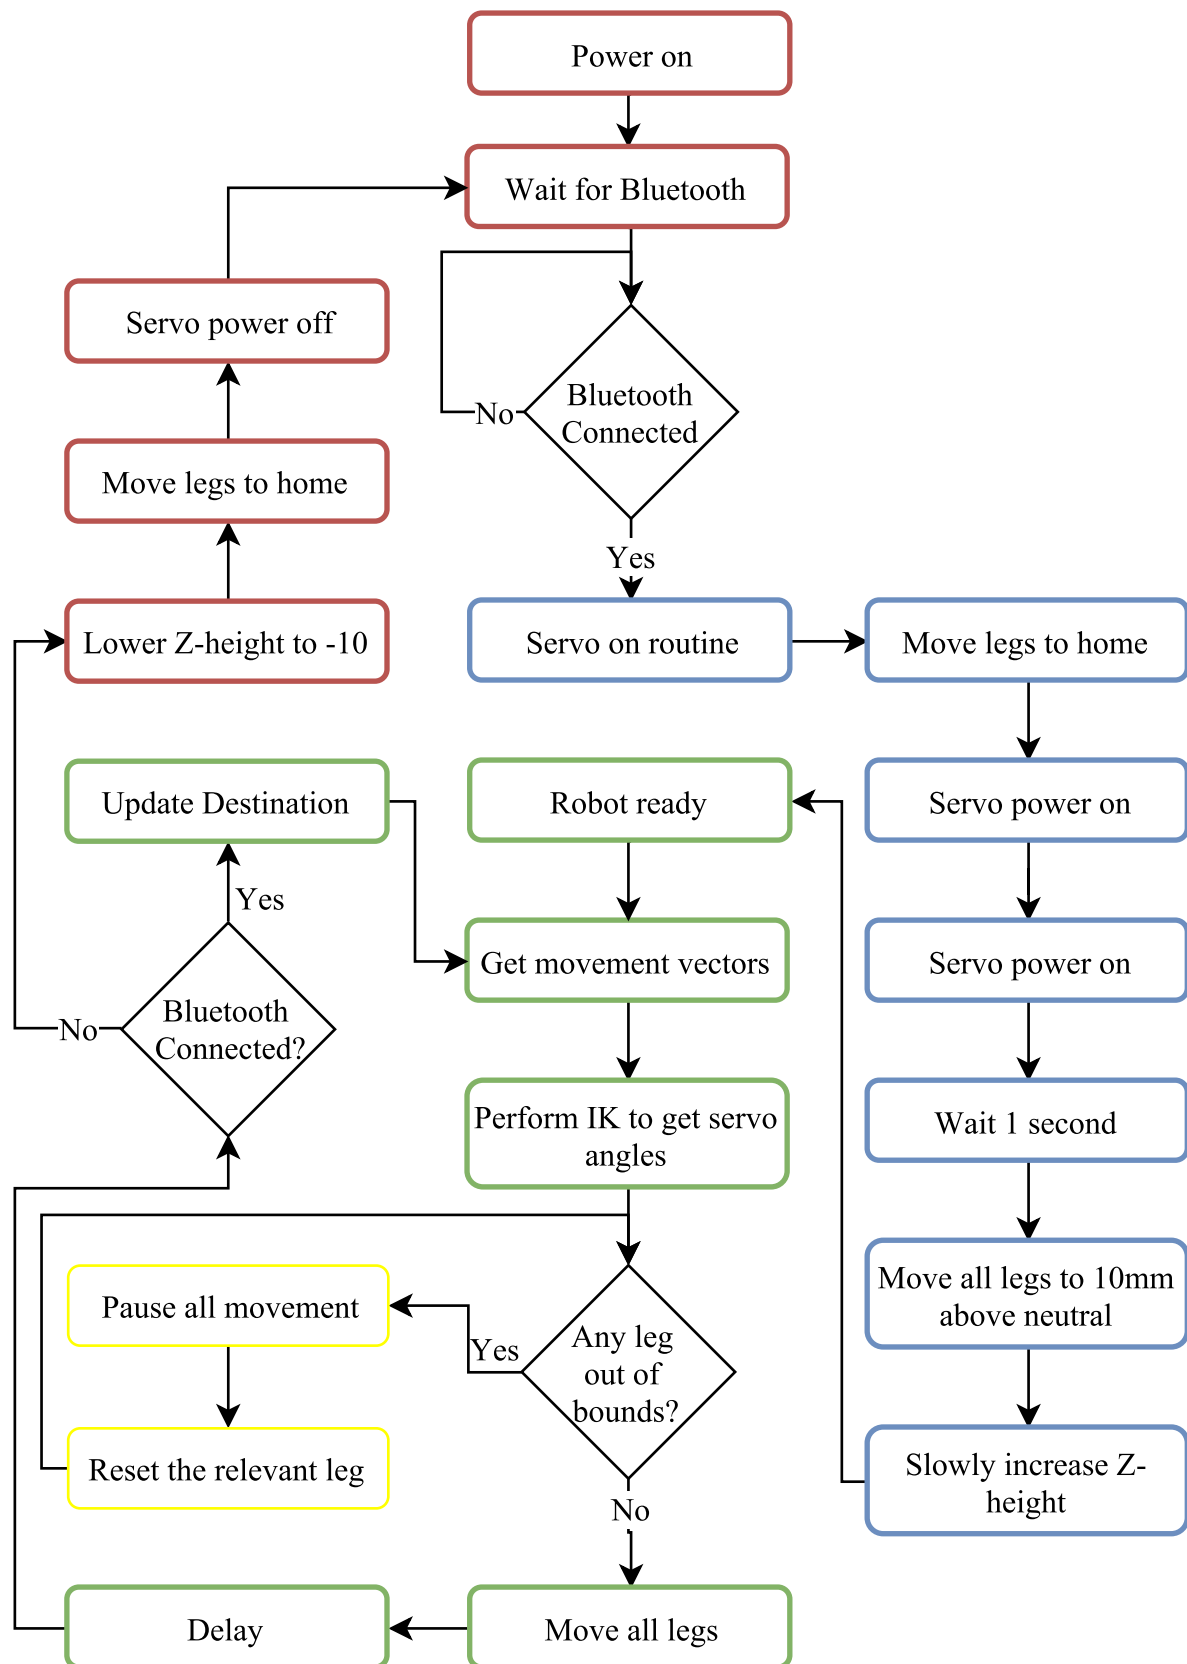 Power on
Wait for Bluetooth
Servo power off
Bluetooth
Connected
No
Move legs to home
Yes
Lower Z-height to -10
Servo on routine
Move legs to home
Update Destination
Robot ready
Servo power on
Yes
Get movement vectors
Servo power on
Bluetooth
Connected?
No
Perform IK to get servo
angles
Wait 1 second
Pause all movement
Yes
Any leg
out of
bounds?
Move all legs to 10mm
above neutral
Reset the relevant leg
No
Slowly increase Z-
height
Delay
Move all legs